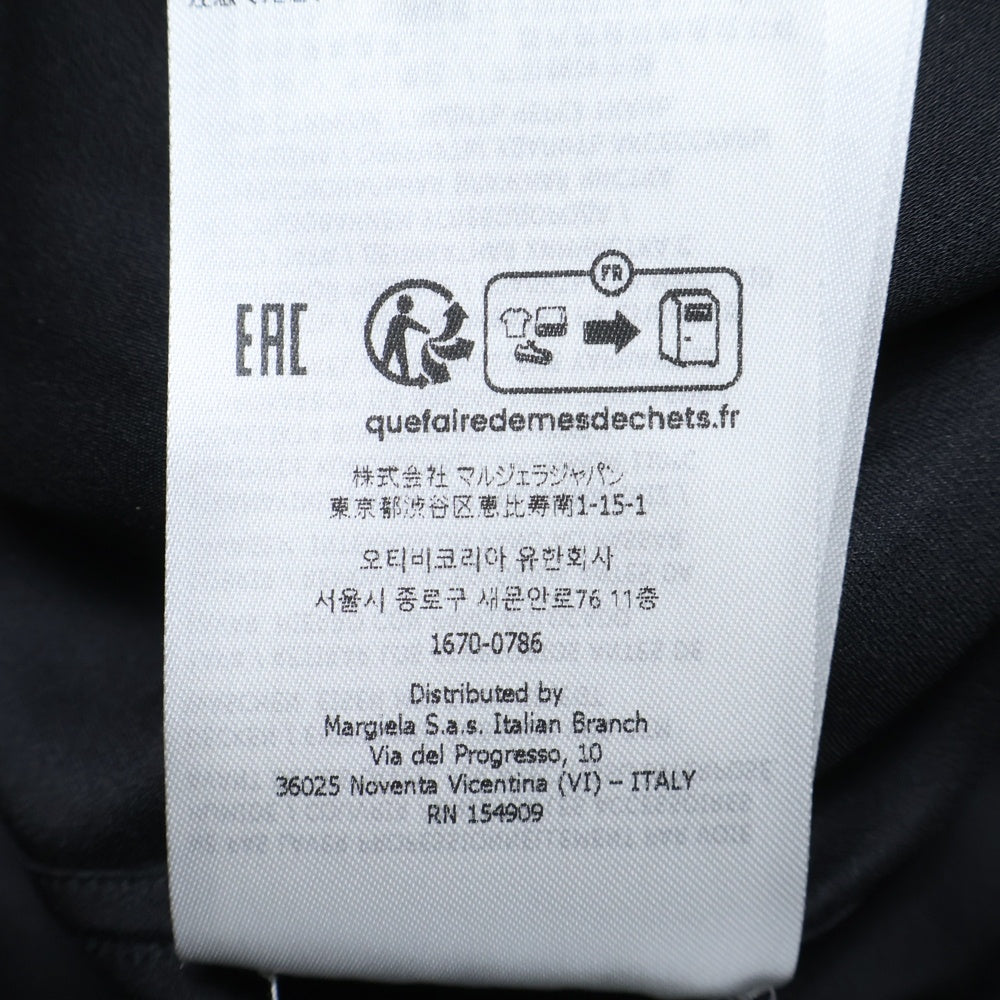 EAC
FR
quefairedemesdechets.fr
株式会社 マルジェラジャパン
東京都渋谷区恵比寿南1-15-1
오티비코리아 유한회사
서울시 종로구 새문안로76 11층
1670-0786
Distributed by
Margiela S.a.s. Italian Branch
Via del Progresso, 10
36025 Noventa Vicentina (VI) – ITALY
RN 154909